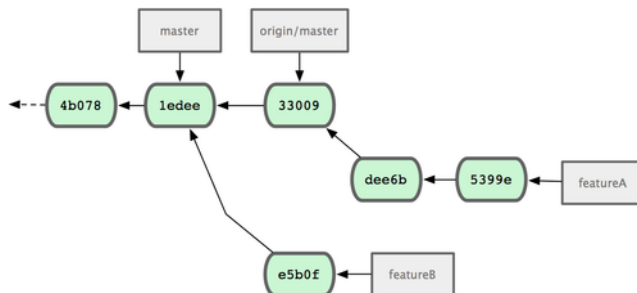 master
origin/master
4b078
1edee
33009
dee6b
5399e
featureA
e5b0f
featureB